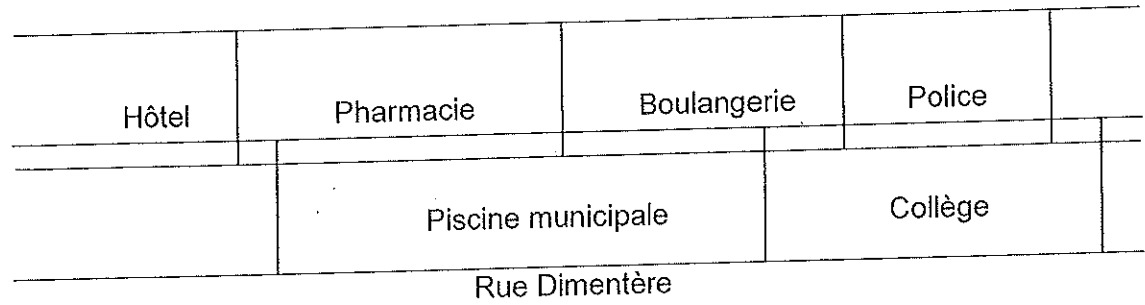 Hôtel Pharmacie Boulangerie Police
Piscine municipale Collège
Rue Dimentère